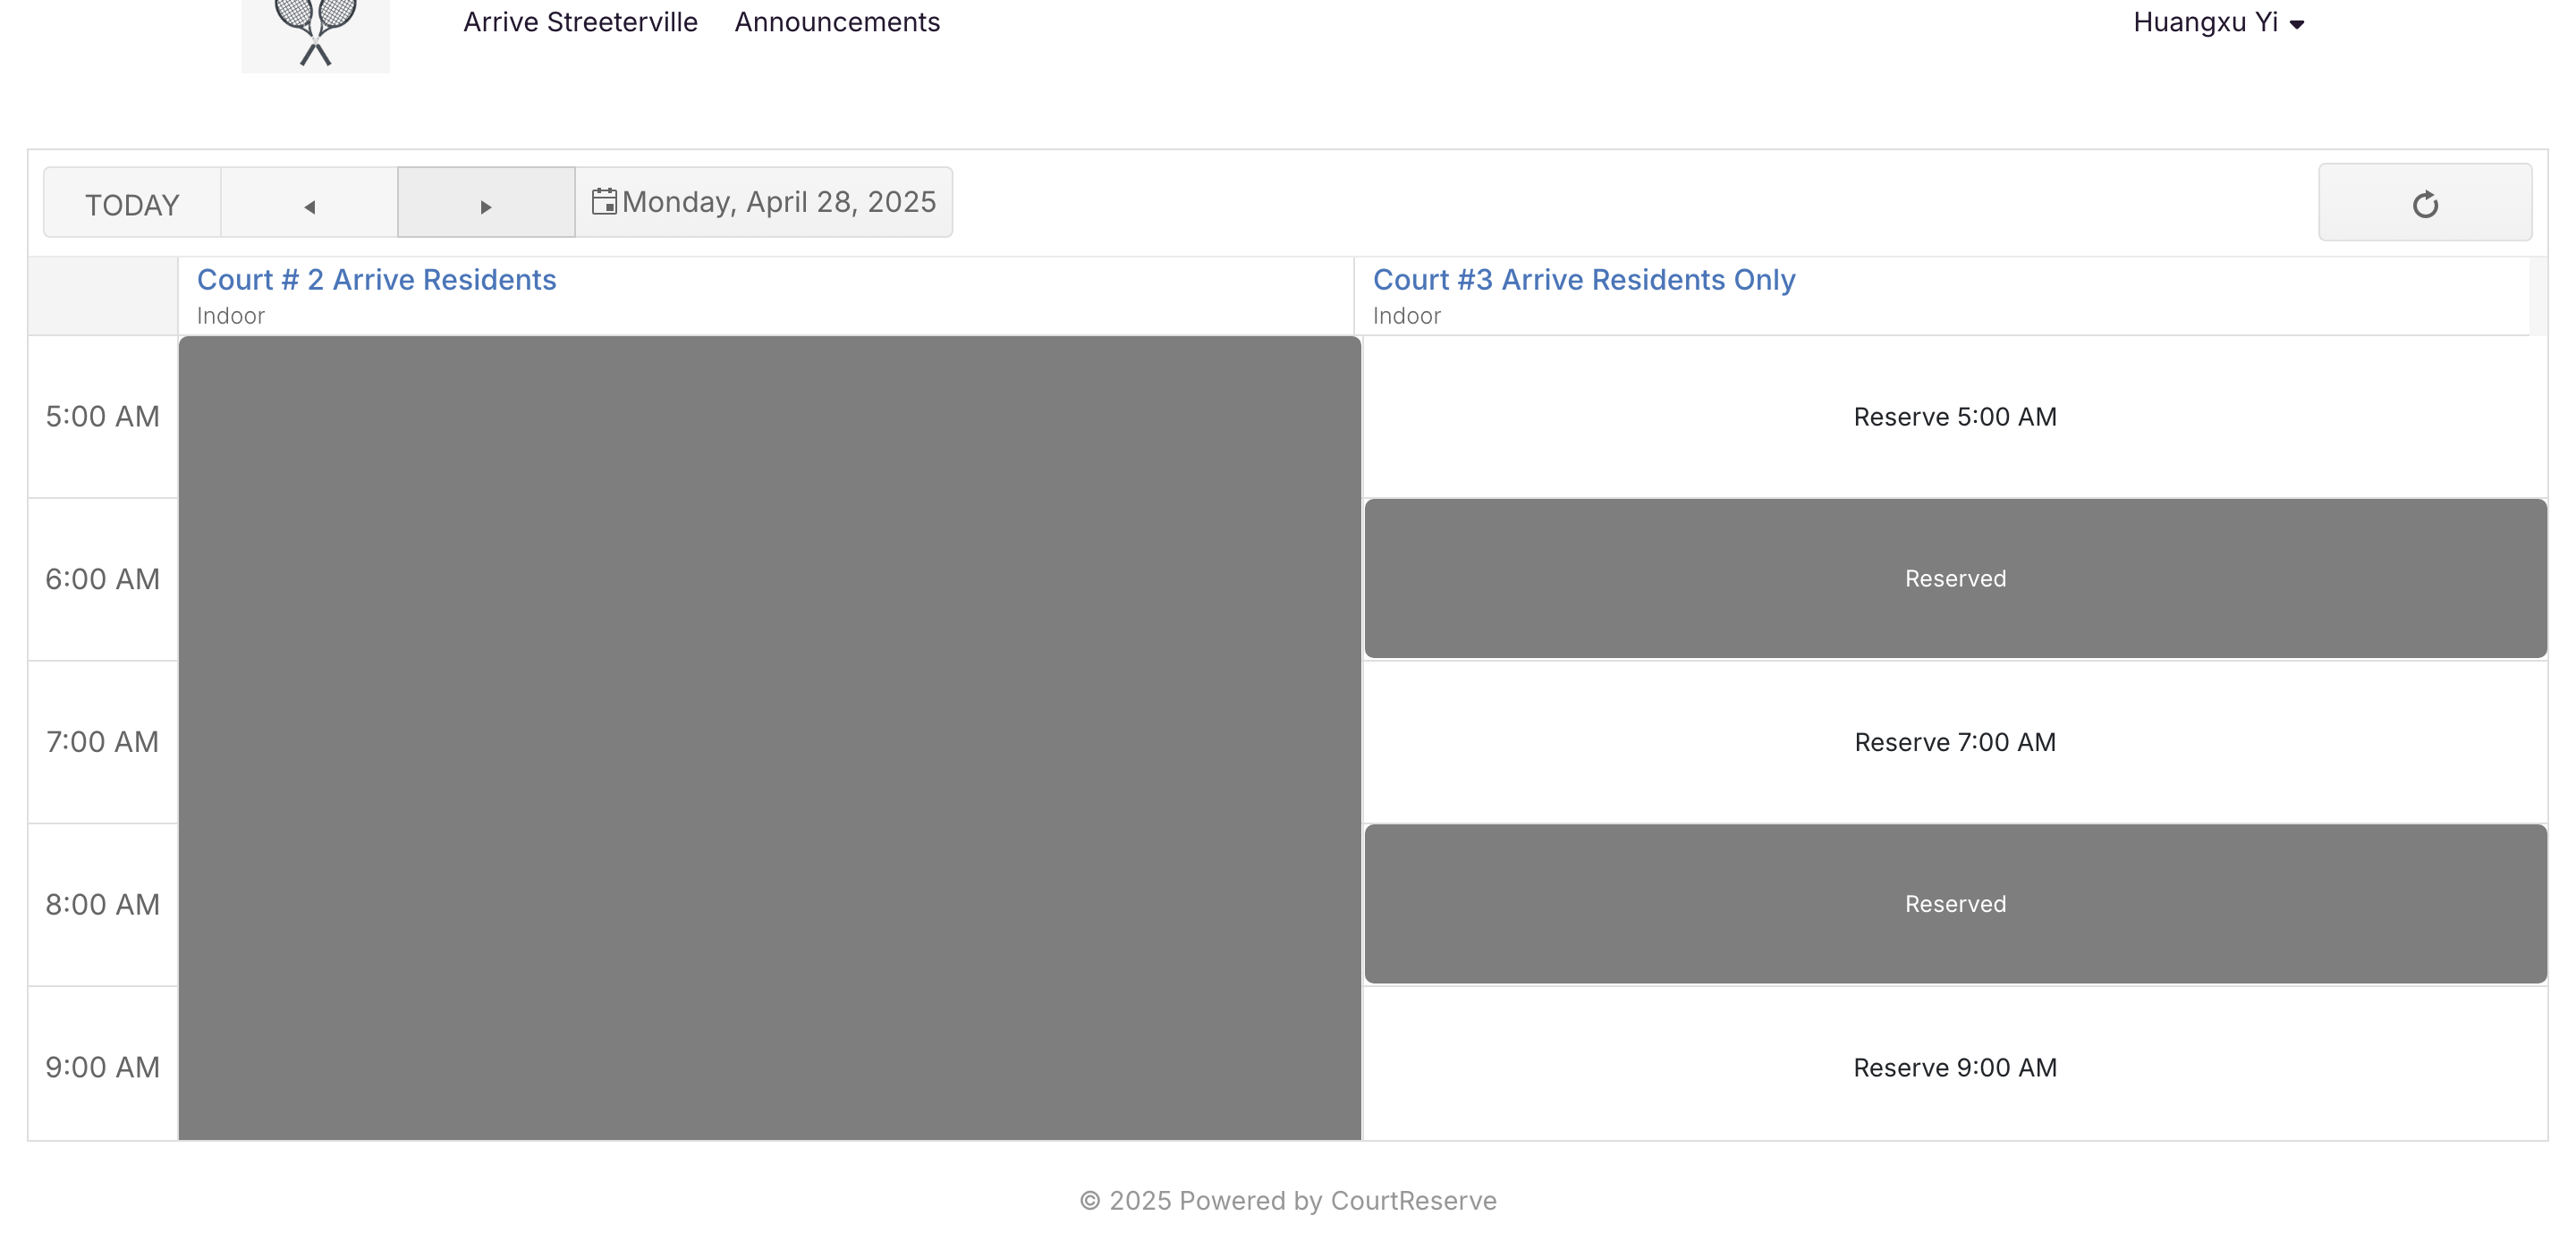 Arrive Streeterville Announcements Huangxu Yi
TODAY Monday, April 28, 2025
Court # 2 Arrive Residents
Indoor
Court #3 Arrive Residents Only
Indoor
5:00 AM Reserve 5:00 AM
6:00 AM Reserved
7:00 AM Reserve 7:00 AM
8:00 AM Reserved
9:00 AM Reserve 9:00 AM
© 2025 Powered by CourtReserve